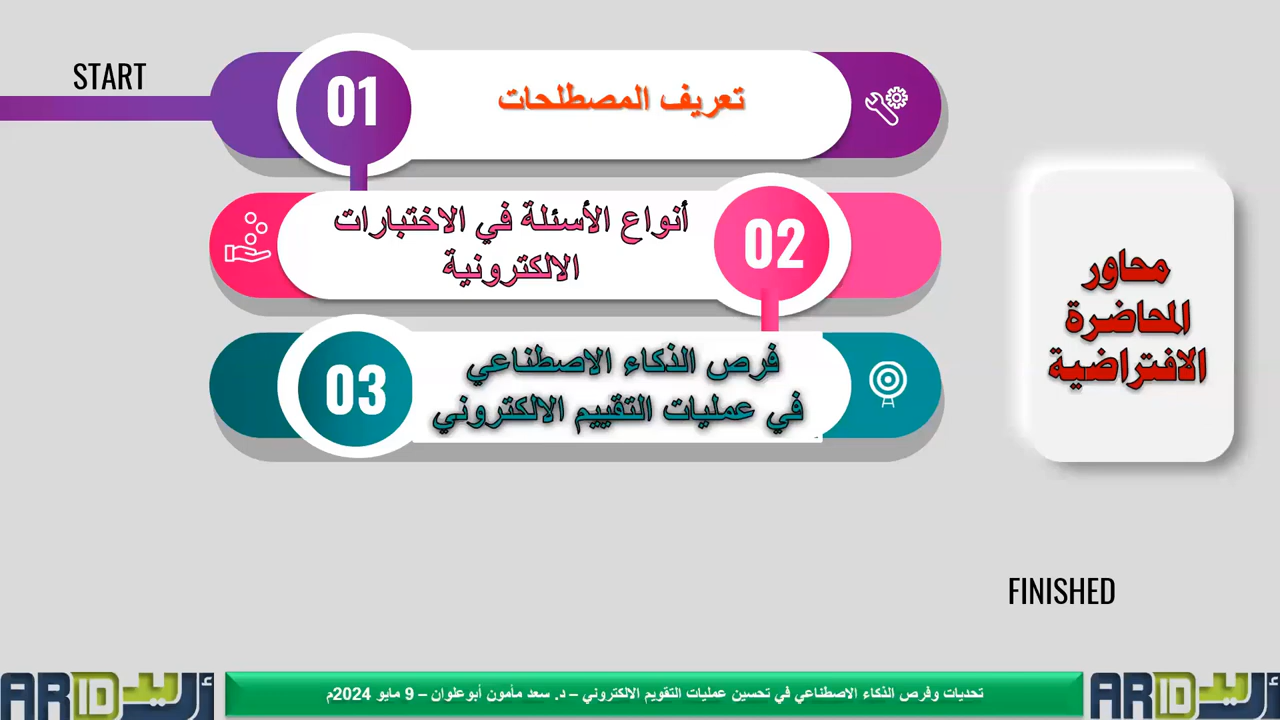 START
01
تعريف المصطلحات
02
أنواع الأسئلة في الاختبارات
الالكترونية
03
فرص الذكاء الاصطناعي
في عمليات التقييم الالكتروني
محاور
المحاضرة
الافتراضية
FINISHED
ARID أريد
تحديات وفرص الذكاء الاصطناعي في تحسين عمليات التقويم الالكتروني – د. سعد مأمون أبوعلوان – 9 مايو 2024م
ARID أريد